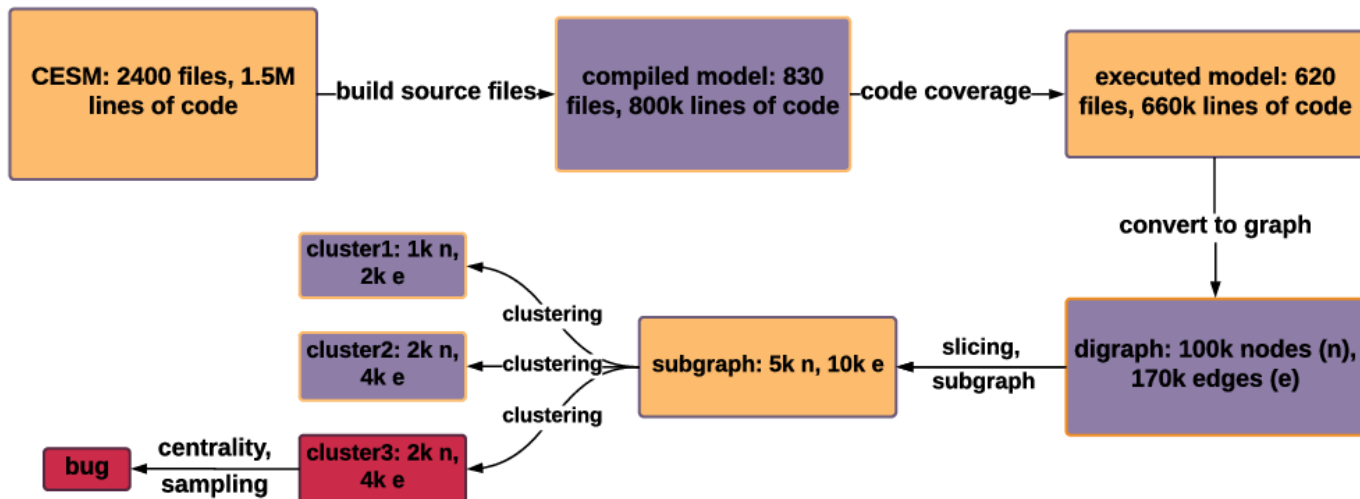 CESM: 2400 files, 1.5M
lines of code
build source files
compiled model: 830
files, 800k lines of code
code coverage
executed model: 620
files, 660k lines of code
convert to graph
digraph: 100k nodes (n),
170k edges (e)
slicing,
subgraph
subgraph: 5k n, 10k e
clustering
clustering
clustering
cluster1: 1k n,
2k e
cluster2: 2k n,
4k e
cluster3: 2k n,
4k e
centrality,
sampling
bug